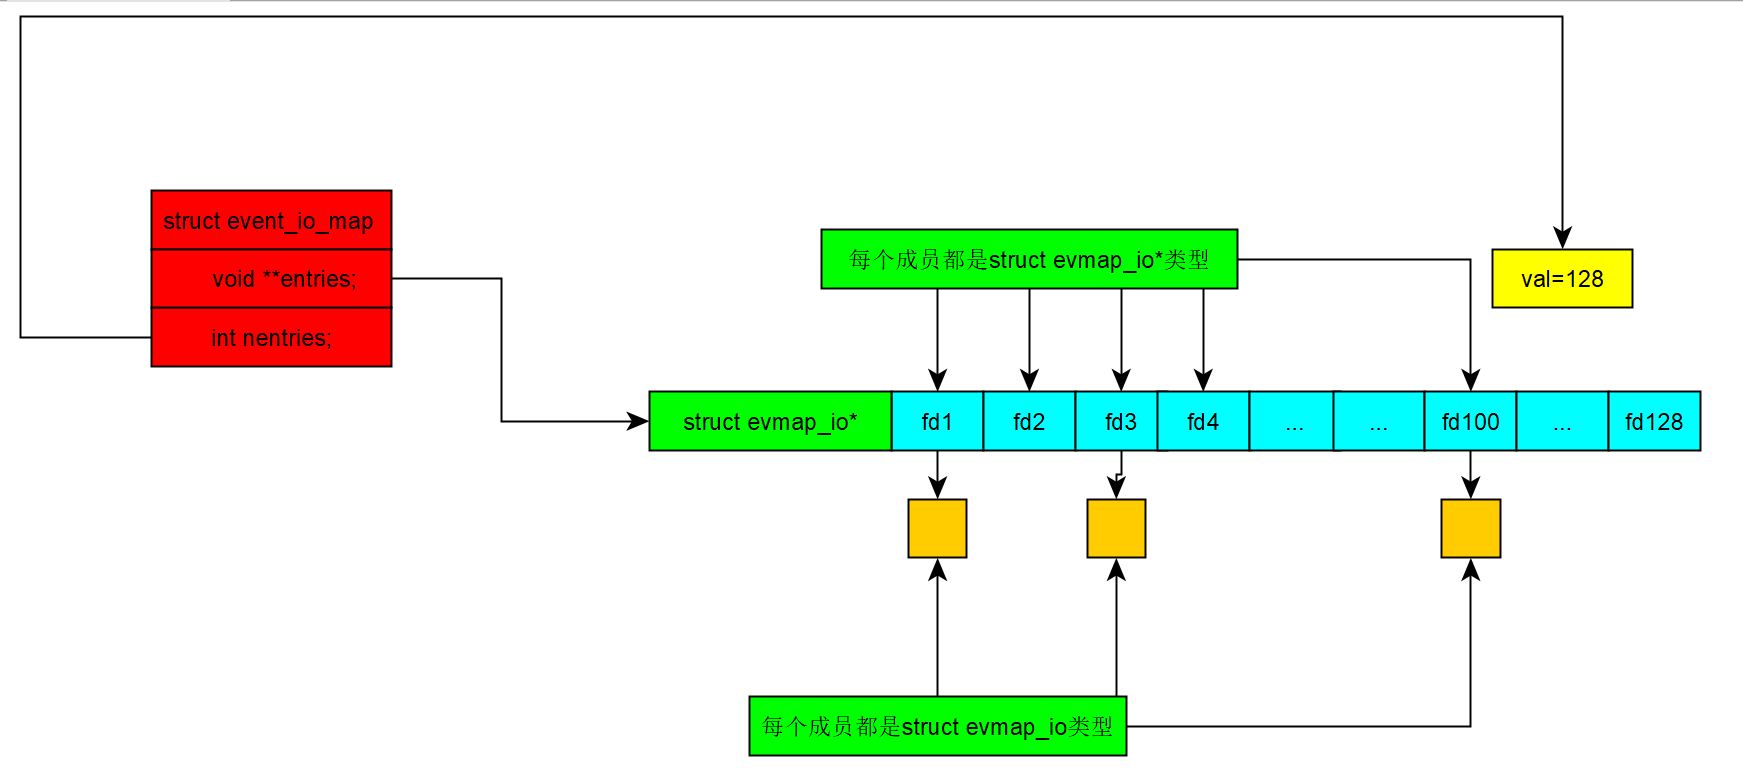 struct event_io_map
void **entries;
int nentries;
每个成员都是struct evmap_io*类型
val=128
struct evmap_io*
fd1
fd2
fd3
fd4
...
...
fd100
...
fd128
每个成员都是struct evmap_io类型